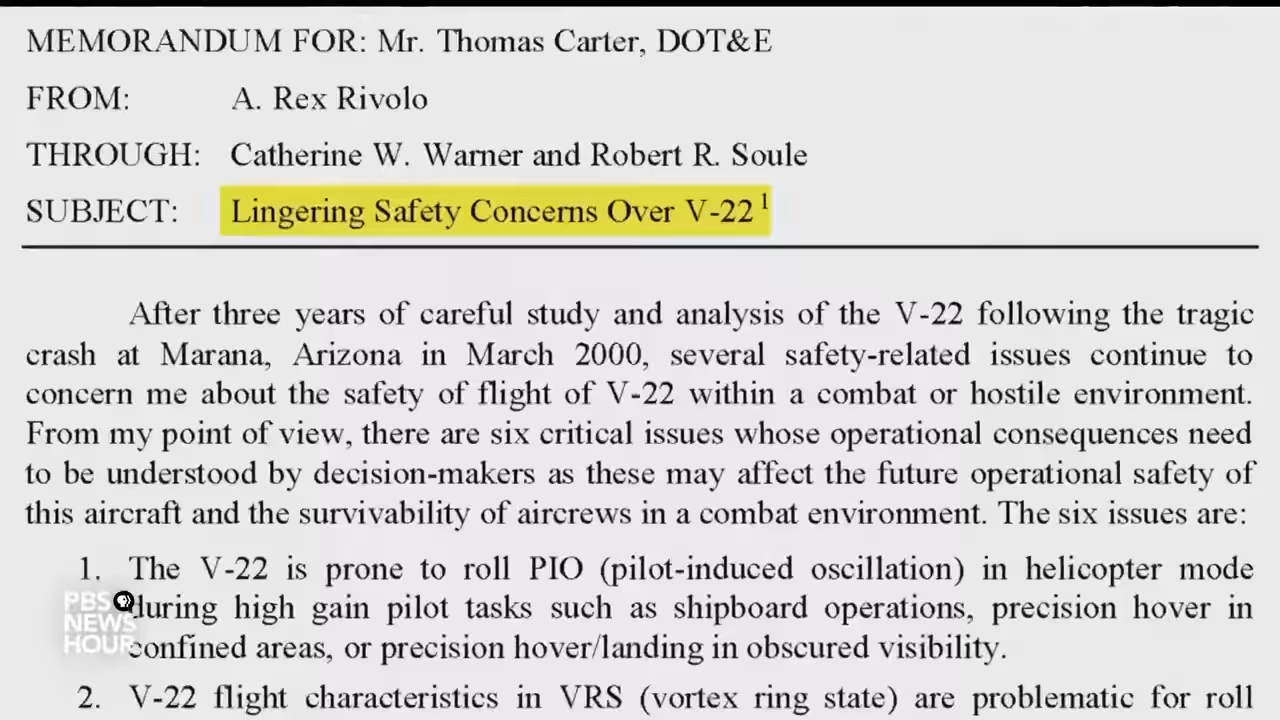 MEMORANDUM FOR: Mr. Thomas Carter, DOT&E
FROM: A. Rex Rivolo
THROUGH: Catherine W. Warner and Robert R. Soule
SUBJECT: Lingering Safety Concerns Over V-22 1
After three years of careful study and analysis of the V-22 following the tragic
crash at Marana, Arizona in March 2000, several safety-related issues continue to
concern me about the safety of flight of V-22 within a combat or hostile environment.
From my point of view, there are six critical issues whose operational consequences need
to be understood by decision-makers as these may affect the future operational safety of
this aircraft and the survivability of aircrews in a combat environment. The six issues are:
1. The V-22 is prone to roll PIO (pilot-induced oscillation) in helicopter mode
during high gain pilot tasks such as shipboard operations, precision hover in
confined areas, or precision hover/landing in obscured visibility.
2. V-22 flight characteristics in VRS (vortex ring state) are problematic for roll
PBS
NEWS
HOUR